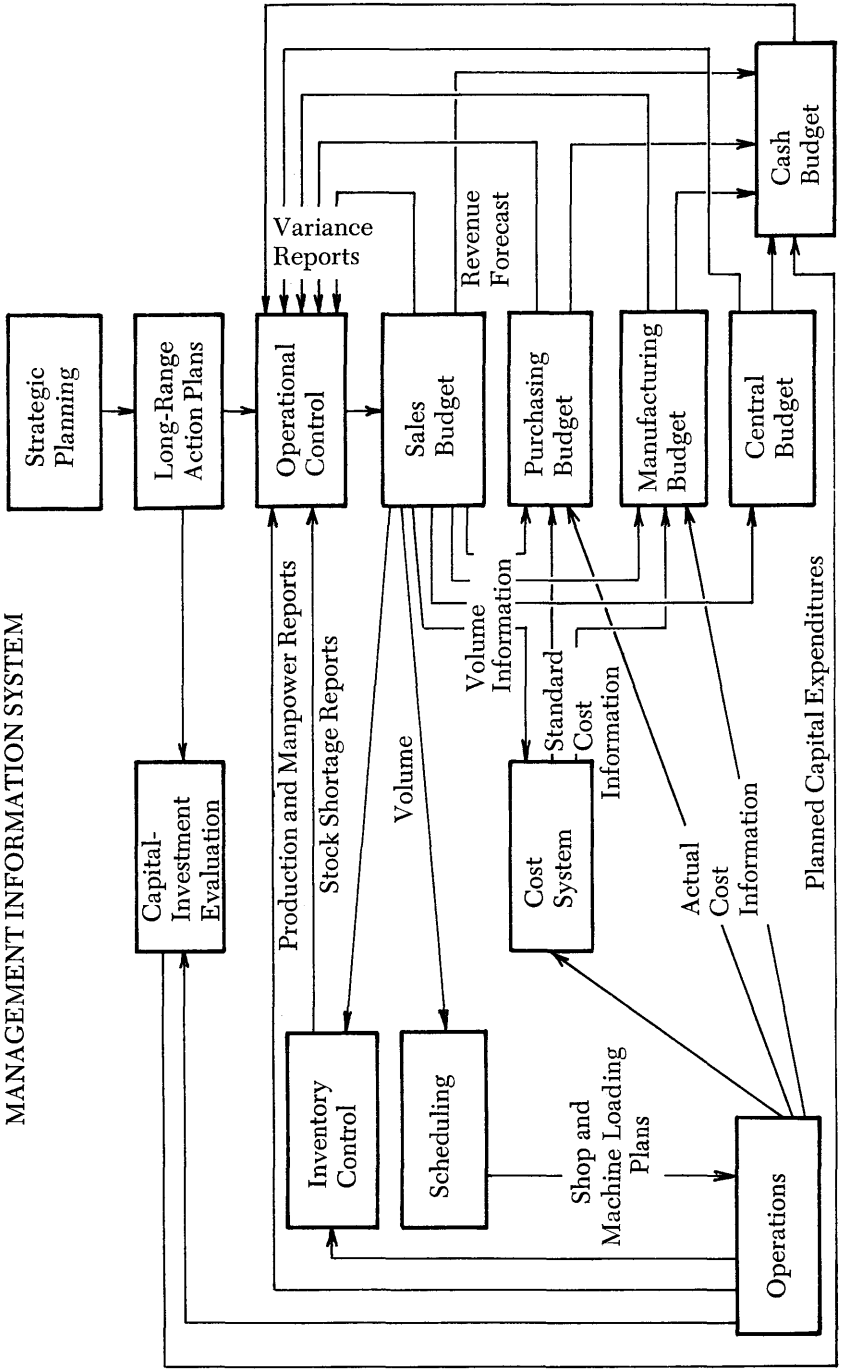 MANAGEMENT INFORMATION SYSTEM
Strategic
Planning
Long-Range
Action Plans
Capital-
Investment
Evaluation
Operational
Control
Variance
Reports
Production and Manpower Reports
Stock Shortage Reports
Inventory
Control
Sales
Budget
Revenue
Forecast
Volume
Scheduling
Volume
Information
Purchasing
Budget
Cost
System
Standard
Cost
Information
Manufacturing
Budget
Shop and
Machine Loading
Plans
Actual
Cost
Information
Central
Budget
Cash
Budget
Operations
Planned Capital Expenditures